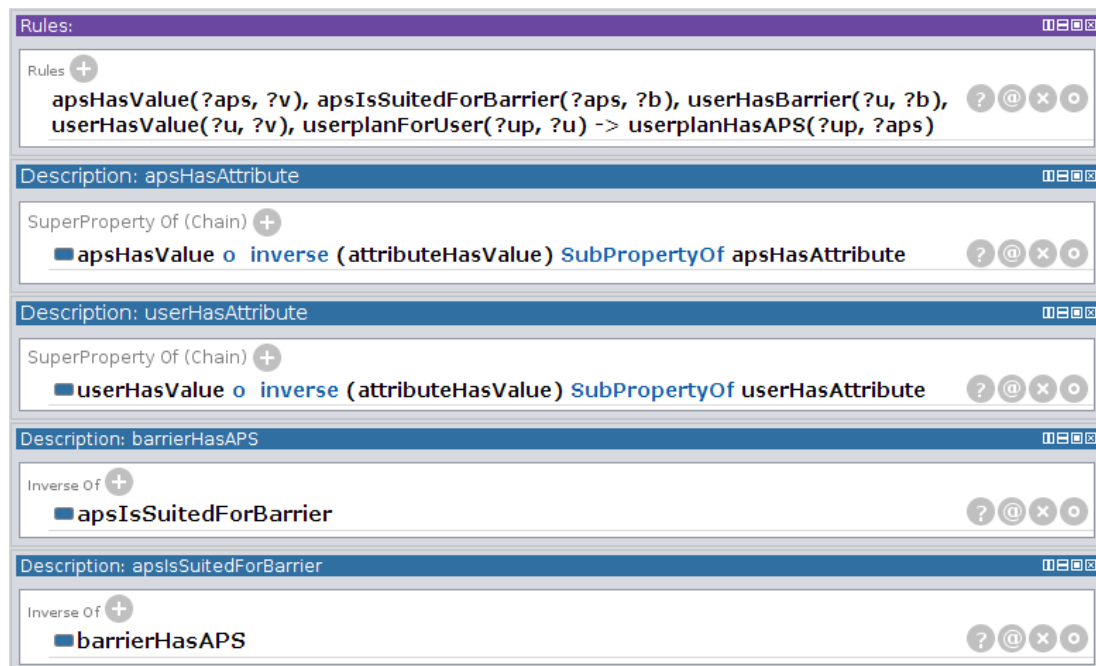 Rules:
Rules
apsHasValue(?aps, ?v), apsIsSuitedForBarrier(?aps, ?b), userHasBarrier(?u, ?b),
userHasValue(?u, ?v), userplanForUser(?up, ?u) -> userplanHasAPS(?up, ?aps)
Description: apsHasAttribute
SuperProperty Of (Chain)
apsHasValue o inverse (attributeHasValue) SubPropertyOf apsHasAttribute
Description: userHasAttribute
SuperProperty Of (Chain)
userHasValue o inverse (attributeHasValue) SubPropertyOf userHasAttribute
Description: barrierHasAPS
Inverse Of
apsIsSuitedForBarrier
Description: apsIsSuitedForBarrier
Inverse Of
barrierHasAPS